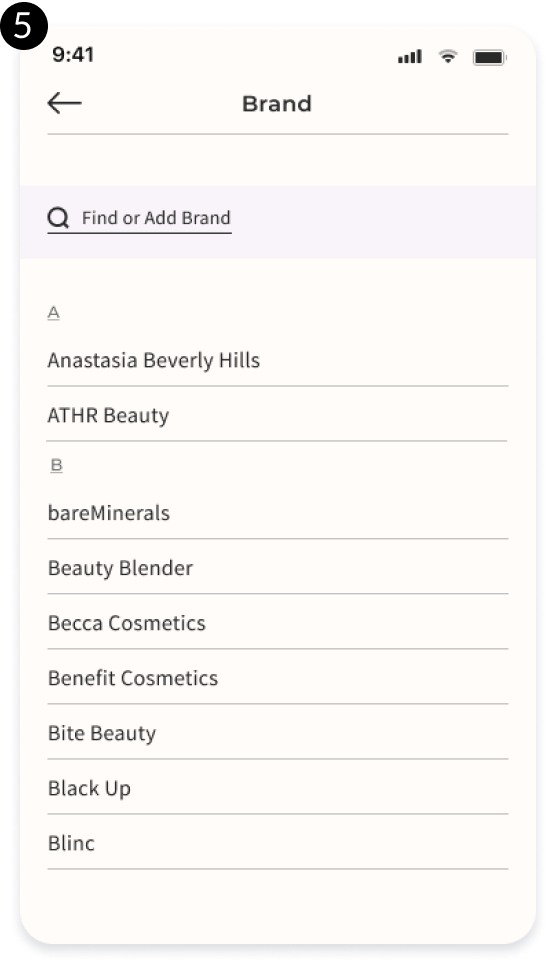 5
9:41
Brand
Find or Add Brand
A
Anastasia Beverly Hills
ATHR Beauty
B
bareMinerals
Beauty Blender
Becca Cosmetics
Benefit Cosmetics
Bite Beauty
Black Up
Blinc